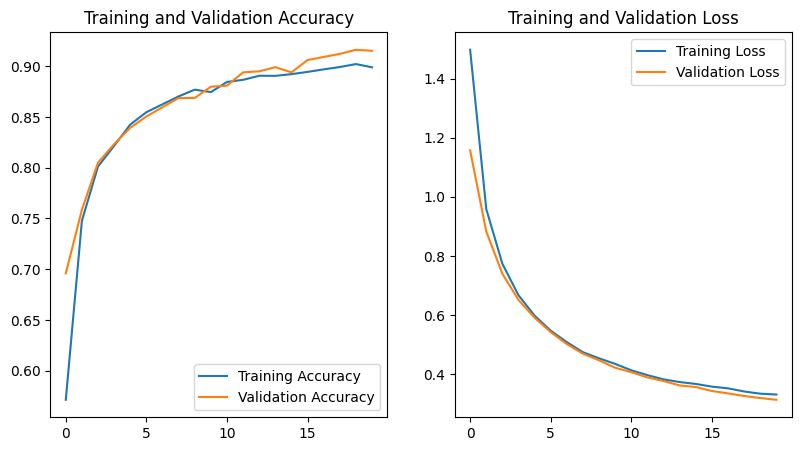 Training and Validation Accuracy
0.90
0.85
0.80
0.75
0.70
0.65
0.60
Training Accuracy
Validation Accuracy
0 5 10 15
Training and Validation Loss
Training Loss
Validation Loss
1.4
1.2
1.0
0.8
0.6
0.4
0 5 10 15